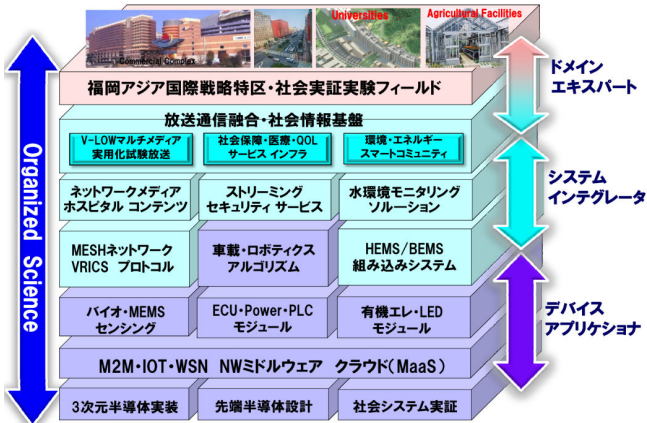 Universities
Agricultural Facilities
Commercial Complex
福岡アジア国際戦略特区・社会実証実験フィールド
放送通信融合・社会情報基盤
V-LOWマルチメディア
実用化試験放送
社会保障・医療・QOL
サービス インフラ
環境・エネルギー
スマートコミュニティ
ネットワークメディア
ホスピタル コンテンツ
ストリーミング
セキュリティ サービス
水環境モニタリング
ソルーション
MESHネットワーク
VRICS プロトコル
車載・ロボティクス
アルゴリズム
HEMS/BEMS
組み込みシステム
バイオ・MEMS
センシング
ECU・Power・PLC
モジュール
有機エレ・LED
モジュール
M2M・IOT・WSN NWミドルウェア クラウド(MaaS)
3次元半導体実装
先端半導体設計
社会システム実証
Organized Science
ドメイン
エキスパート
システム
インテグレータ
デバイス
アプリケショナ